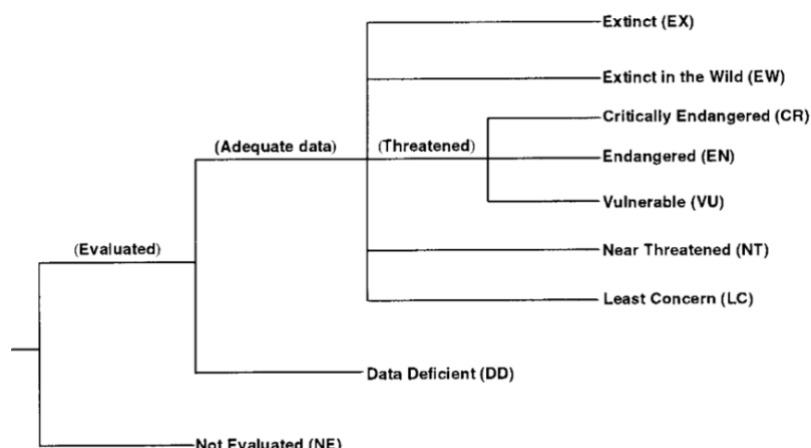 Extinct (EX)
Extinct in the Wild (EW)
Critically Endangered (CR)
(Adequate data)
(Threatened)
Endangered (EN)
Vulnerable (VU)
(Evaluated)
Near Threatened (NT)
Least Concern (LC)
Data Deficient (DD)
Not Evaluated (NE)